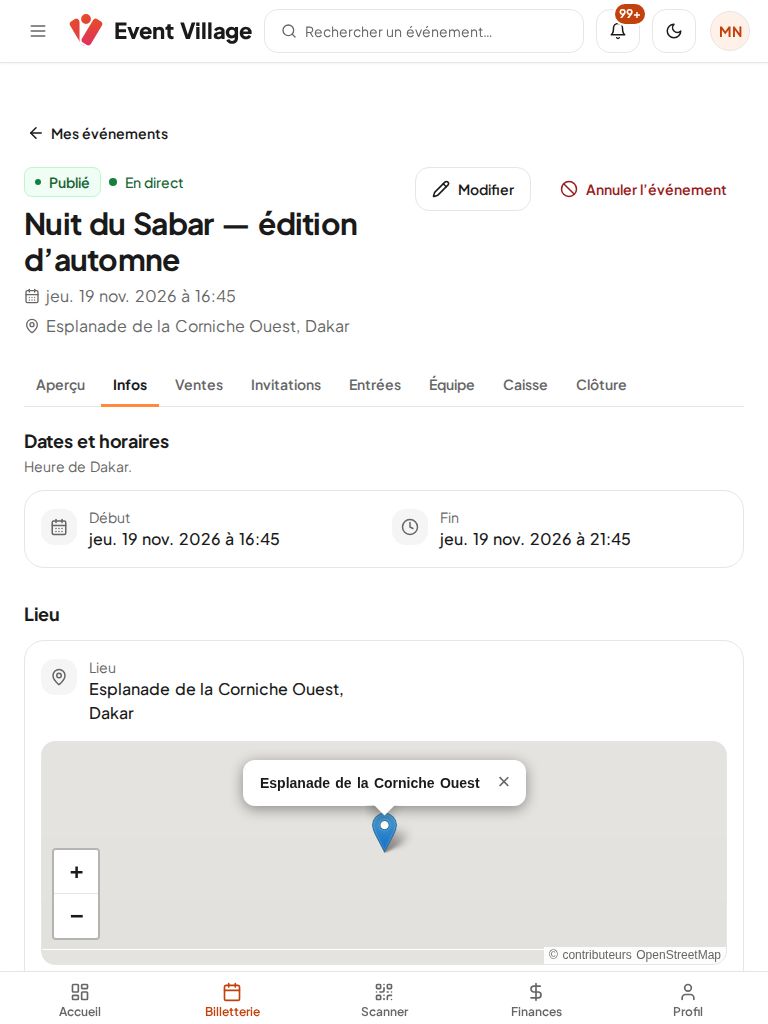 Event Village
Rechercher un événement…
99+
MN
Mes événements
Publié
En direct
Modifier
Annuler l’événement
Nuit du Sabar — édition
d’automne
jeu. 19 nov. 2026 à 16:45
Esplanade de la Corniche Ouest, Dakar
Aperçu
Infos
Ventes
Invitations
Entrées
Équipe
Caisse
Clôture
Dates et horaires
Heure de Dakar.
Début
jeu. 19 nov. 2026 à 16:45
Fin
jeu. 19 nov. 2026 à 21:45
Lieu
Lieu
Esplanade de la Corniche Ouest,
Dakar
Esplanade de la Corniche Ouest ×
+
−
© contributeurs OpenStreetMap
Accueil
Billetterie
Scanner
Finances
Profil